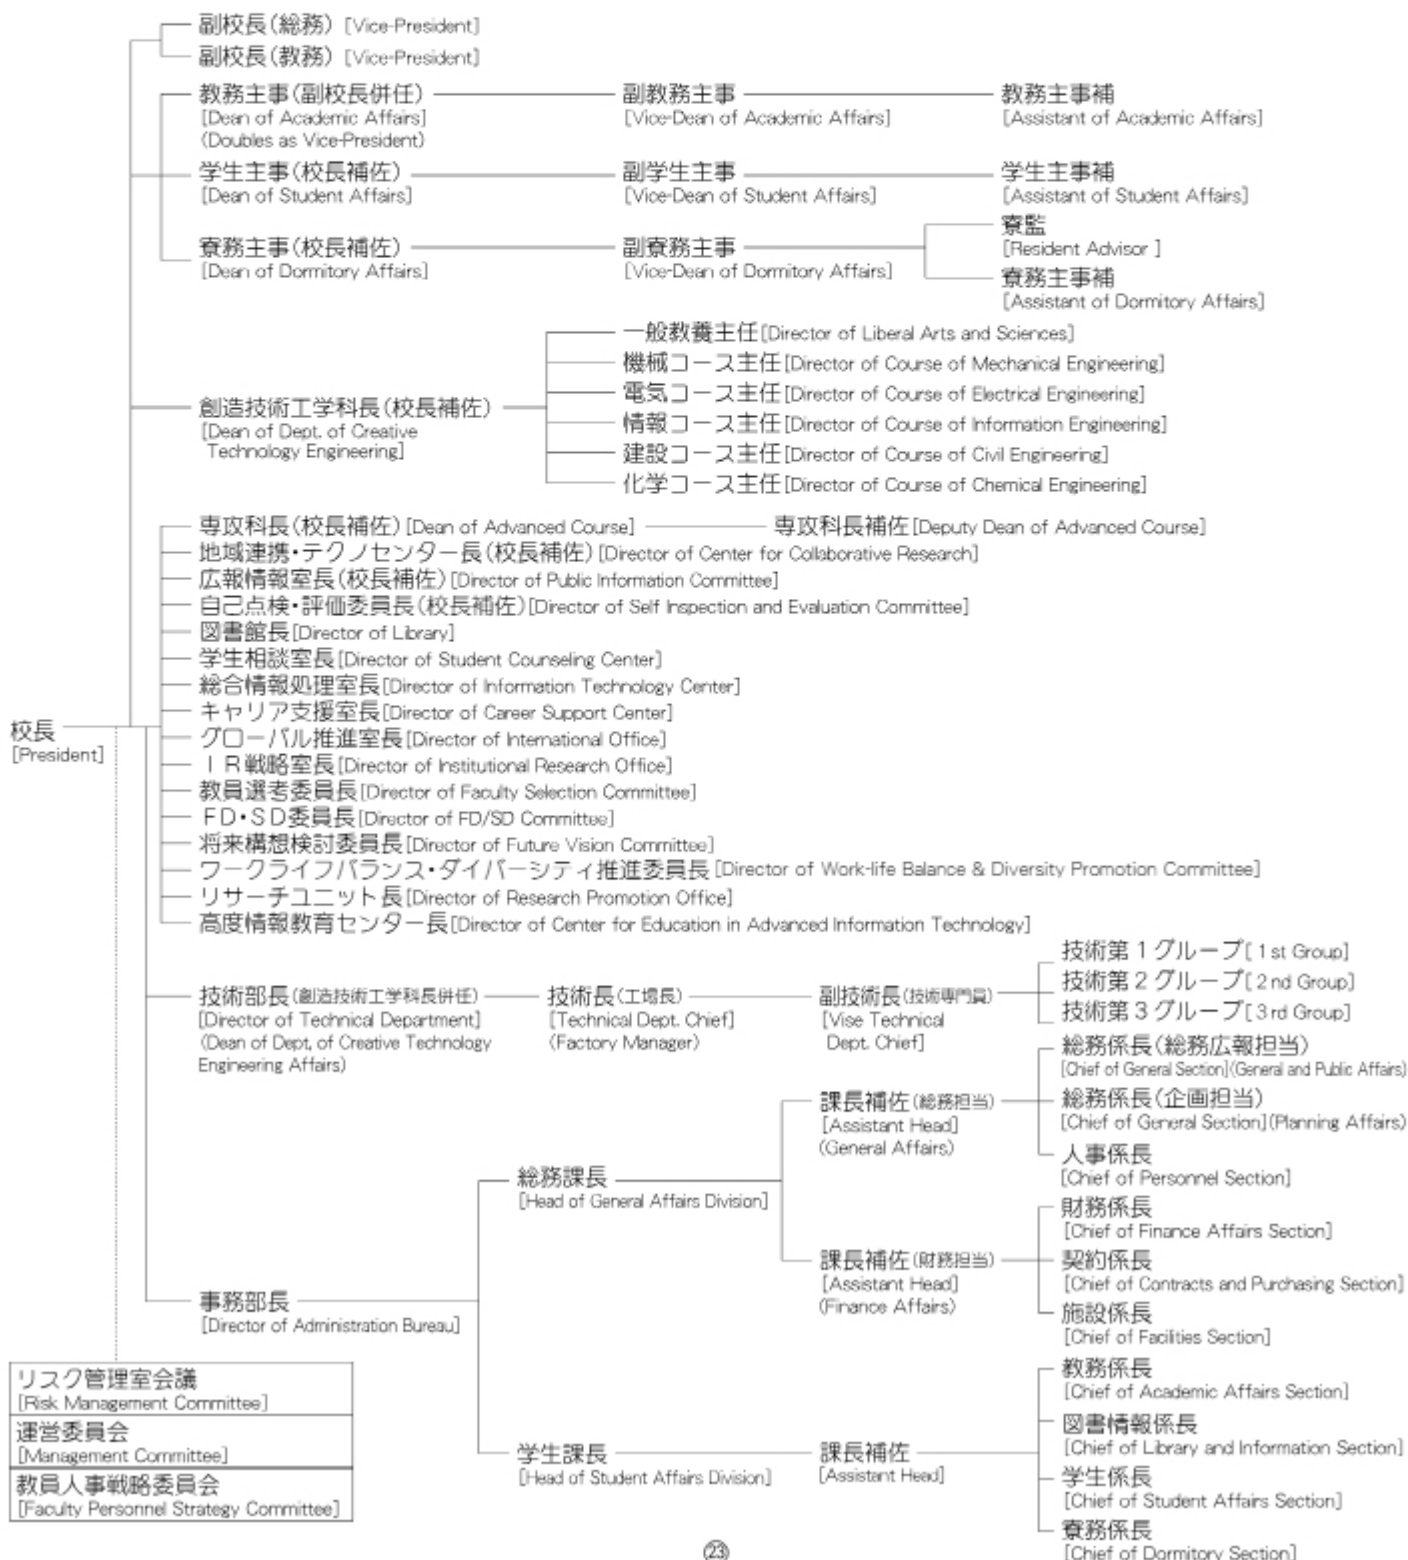 副校長(総務) [Vice-President]
副校長(教務) [Vice-President]
教務主事(副校長併任) 副教務主事 教務主事補
[Dean of Academic Affairs] [Vice-Dean of Academic Affairs] [Assistant of Academic Affairs]
(Doubles as Vice-President)
学生主事(校長補佐) 副学生主事 学生主事補
[Dean of Student Affairs] [Vice-Dean of Student Affairs] [Assistant of Student Affairs]
寮監
[Resident Advisor ]
寮務主事(校長補佐) 副寮務主事
[Dean of Dormitory Affairs] [Vice-Dean of Dormitory Affairs]
寮務主事補
[Assistant of Dormitory Affairs]
創造技術工学科長(校長補佐)
[Dean of Dept. of Creative
Technology Engineering]
一般教養主任[Director of Liberal Arts and Sciences]
機械コース主任[Director of Course of Mechanical Engineering]
電気コース主任[Director of Course of Electrical Engineering]
情報コース主任[Director of Course of Information Engineering]
建設コース主任[Director of Course of Civil Engineering]
化学コース主任[Director of Course of Chemical Engineering]
専攻科長(校長補佐)[Dean of Advanced Course] 専攻科長補佐[Deputy Dean of Advanced Course]
地域連携・テクノセンター長(校長補佐)[Director of Center for Collaborative Research]
広報情報室長(校長補佐)[Director of Public Information Committee]
自己点検・評価委員長(校長補佐)[Director of Self Inspection and Evaluation Committee]
図書館長[Director of Library]
学生相談室長[Director of Student Counseling Center]
総合情報処理室長[Director of Information Technology Center]
キャリア支援室長[Director of Career Support Center]
校長
[President]
グローバル推進室長[Director of International Office]
ＩＲ戦略室長[Director of Institutional Research Office]
教員選考委員長[Director of Faculty Selection Committee]
ＦＤ・ＳＤ委員長[Director of FD/SD Committee]
将来構想検討委員長[Director of Future Vision Committee]
ワークライフバランス・ダイバーシティ推進委員長[Director of Work-life Balance & Diversity Promotion Committee]
リサーチユニット長[Director of Research Promotion Office]
高度情報教育センター長[Director of Center for Education in Advanced Information Technology]
技術部長(創造技術工学科長併任) 技術長(工場長) 副技術長(技術専門員)
[Director of Technical Department] [Technical Dept. Chief] [Vise Technical
(Dean of Dept, of Creative Technology (Factory Manager) Dept. Chief]
Engineering Affairs)
技術第１グループ[1st Group]
技術第２グループ[2nd Group]
技術第３グループ[3rd Group]
事務部長
[Director of Administration Bureau]
総務課長
[Head of General Affairs Division]
課長補佐(総務担当)
[Assistant Head]
(General Affairs)
総務係長(総務広報担当)
[Chief of General Section](General and Public Affairs)
総務係長(企画担当)
[Chief of General Section](Planning Affairs)
人事係長
[Chief of Personnel Section]
課長補佐(財務担当)
[Assistant Head]
(Finance Affairs)
財務係長
[Chief of Finance Affairs Section]
契約係長
[Chief of Contracts and Purchasing Section]
施設係長
[Chief of Facilities Section]
学生課長
[Head of Student Affairs Division]
課長補佐
[Assistant Head]
教務係長
[Chief of Academic Affairs Section]
図書情報係長
[Chief of Library and Information Section]
学生係長
[Chief of Student Affairs Section]
寮務係長
[Chief of Dormitory Section]
リスク管理室会議
[Risk Management Committee]
運営委員会
[Management Committee]
教員人事戦略委員会
[Faculty Personnel Strategy Committee]
㉓